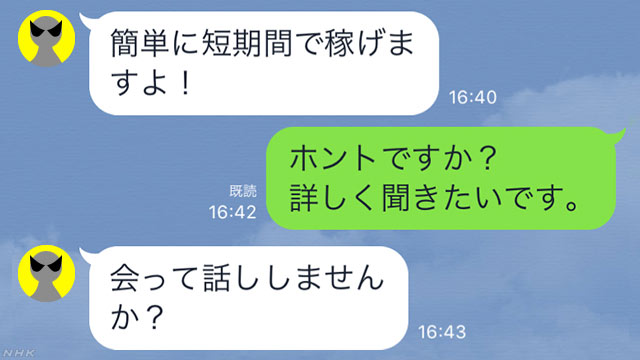 簡単に短期間で稼げま
すよ！
16:40
ホントですか？
詳しく聞きたいです。
既読
16:42
会って話ししません
か？
16:43
NHK